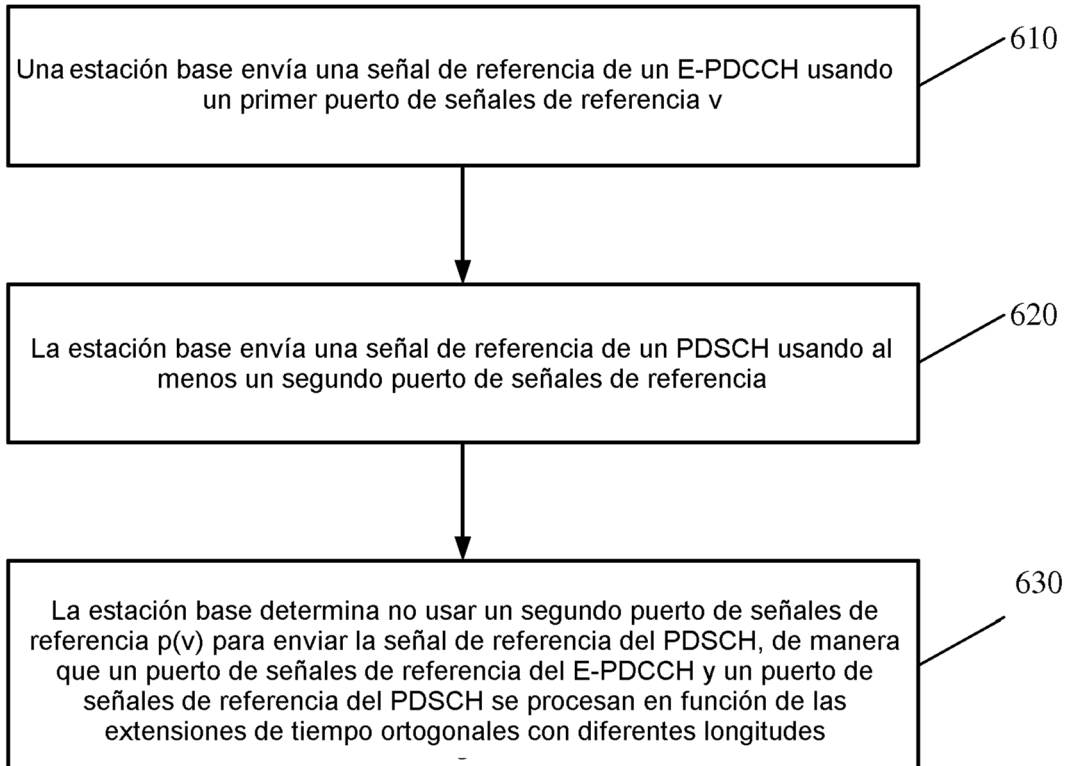 Una estación base envía una señal de referencia de un E-PDCCH usando
un primer puerto de señales de referencia v
610
La estación base envía una señal de referencia de un PDSCH usando al
menos un segundo puerto de señales de referencia
620
La estación base determina no usar un segundo puerto de señales de
referencia p(v) para enviar la señal de referencia del PDSCH, de manera
que un puerto de señales de referencia del E-PDCCH y un puerto de
señales de referencia del PDSCH se procesan en función de las
extensiones de tiempo ortogonales con diferentes longitudes
630